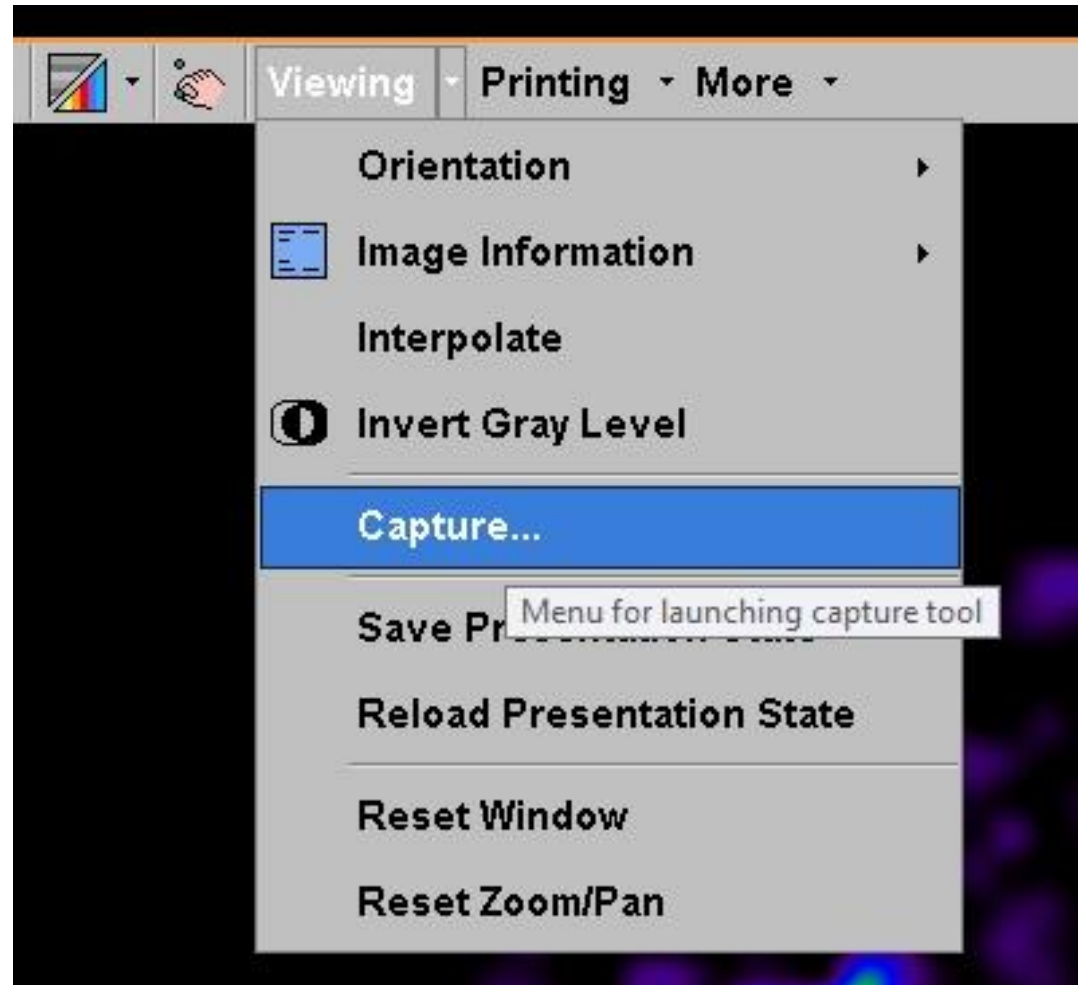 Viewing Printing More
Orientation
Image Information
Interpolate
Invert Gray Level
Capture...
Menu for launching capture tool
Save
Reload Presentation State
Reset Window
Reset Zoom/Pan